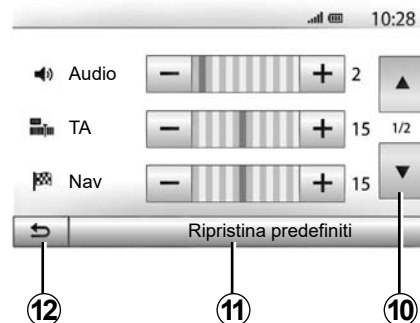 10:28
Audio − + 2
TA − + 15 1/2
Nav − + 15
Ripristina predefiniti
12 11 10